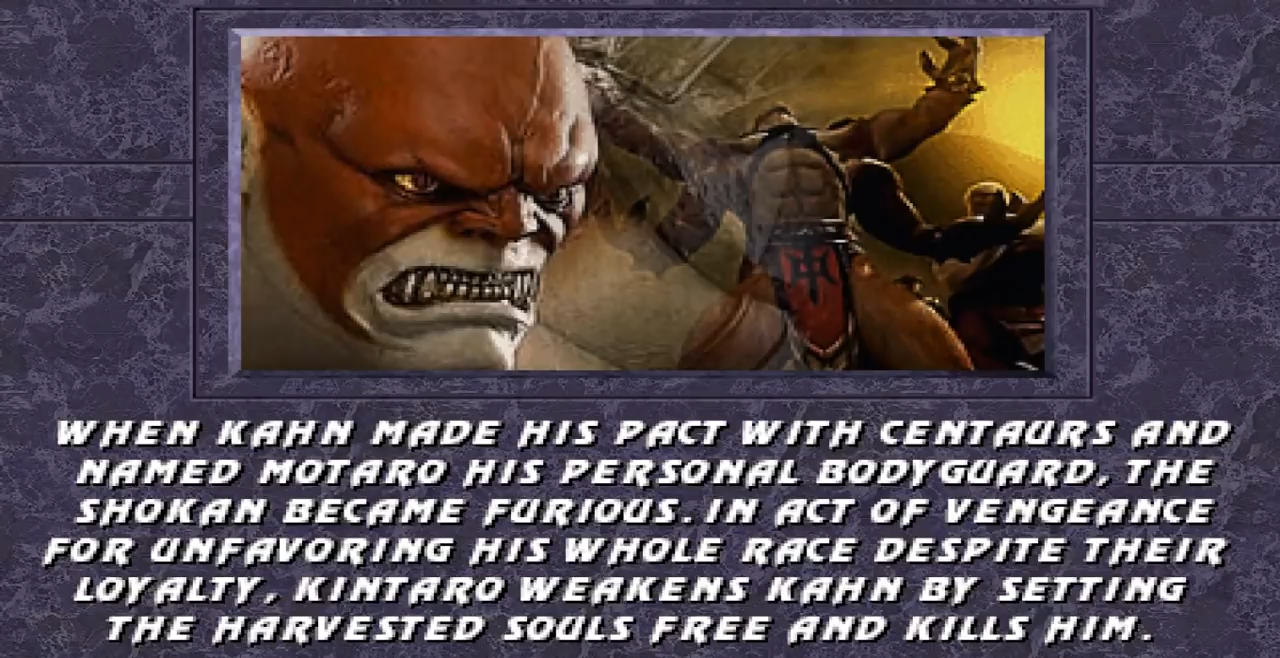 WHEN KAHN MADE HIS PACT WITH CENTAURS AND
NAMED MOTARO HIS PERSONAL BODYGUARD, THE
SHOKAN BECAME FURIOUS. IN ACT OF VENGEANCE
FOR UNFAVORING HIS WHOLE RACE DESPITE THEIR
LOYALTY, KINTARO WEAKENS KAHN BY SETTING
THE HARVESTED SOULS FREE AND KILLS HIM.